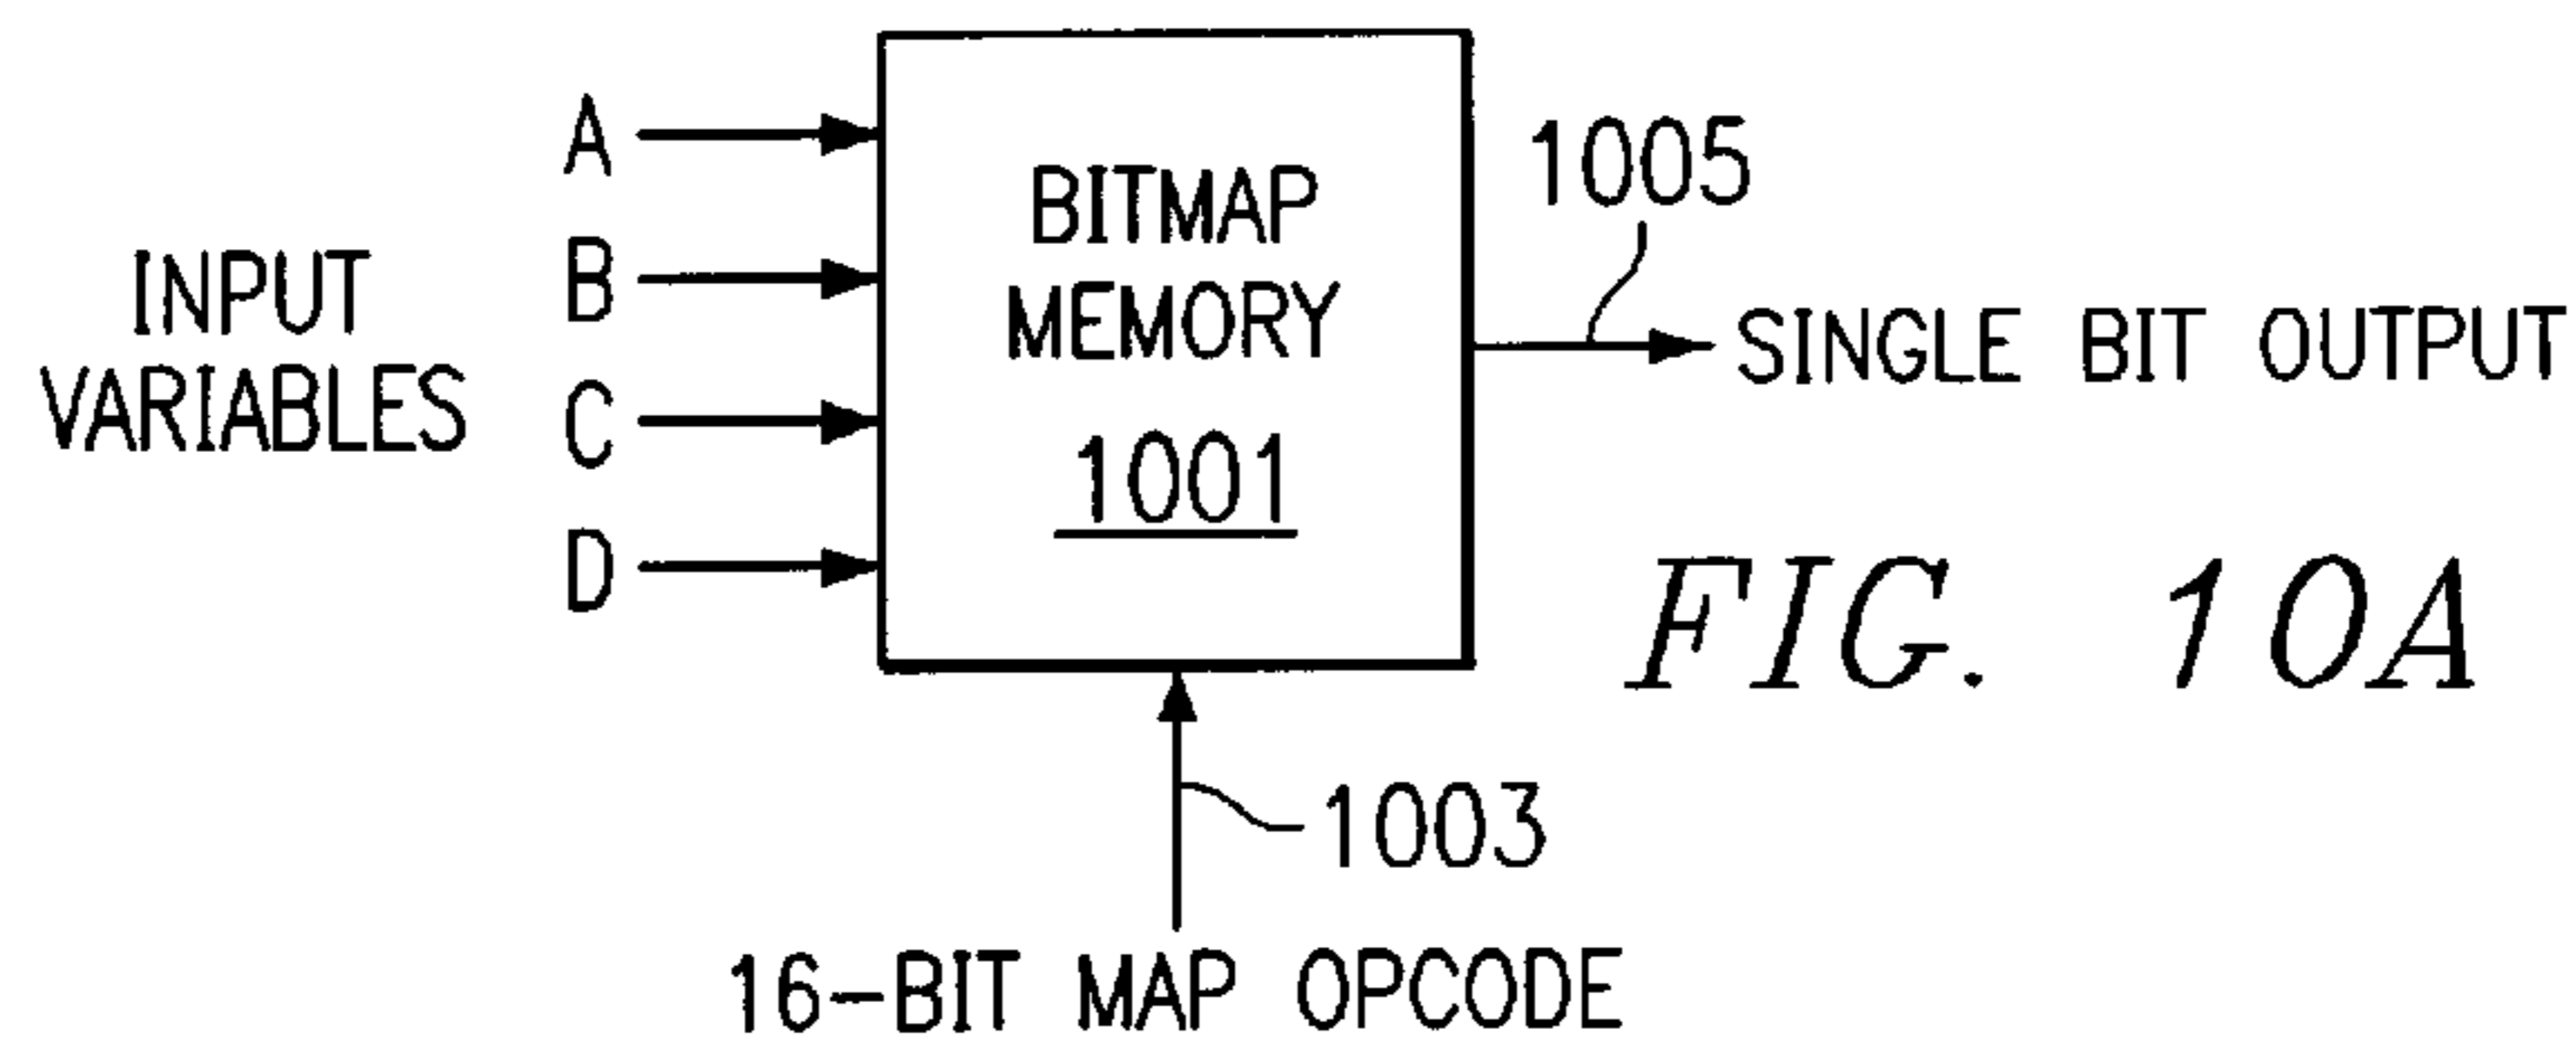 INPUT
VARIABLES
A
B
C
D
BITMAP
MEMORY
1001
1005
SINGLE BIT OUTPUT
FIG. 10A
1003
16-BIT MAP OPCODE